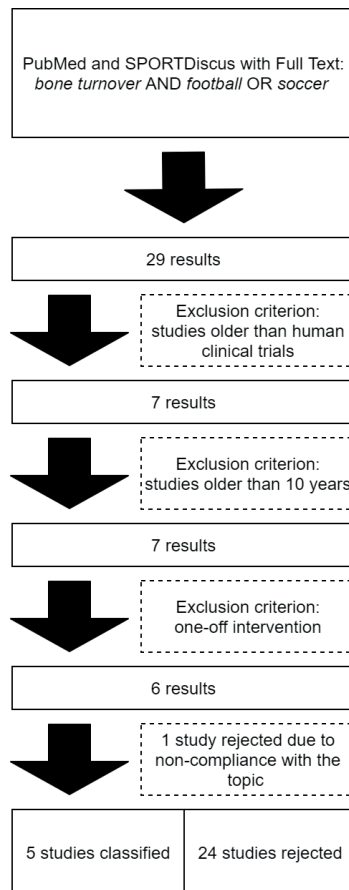 PubMed and SPORTDiscus with Full Text:
bone turnover AND football OR soccer
29 results
Exclusion criterion:
studies older than human
clinical trials
7 results
Exclusion criterion:
studies older than 10 years
7 results
Exclusion criterion:
one-off intervention
6 results
1 study rejected due to
non-compliance with the
topic
5 studies classified
24 studies rejected